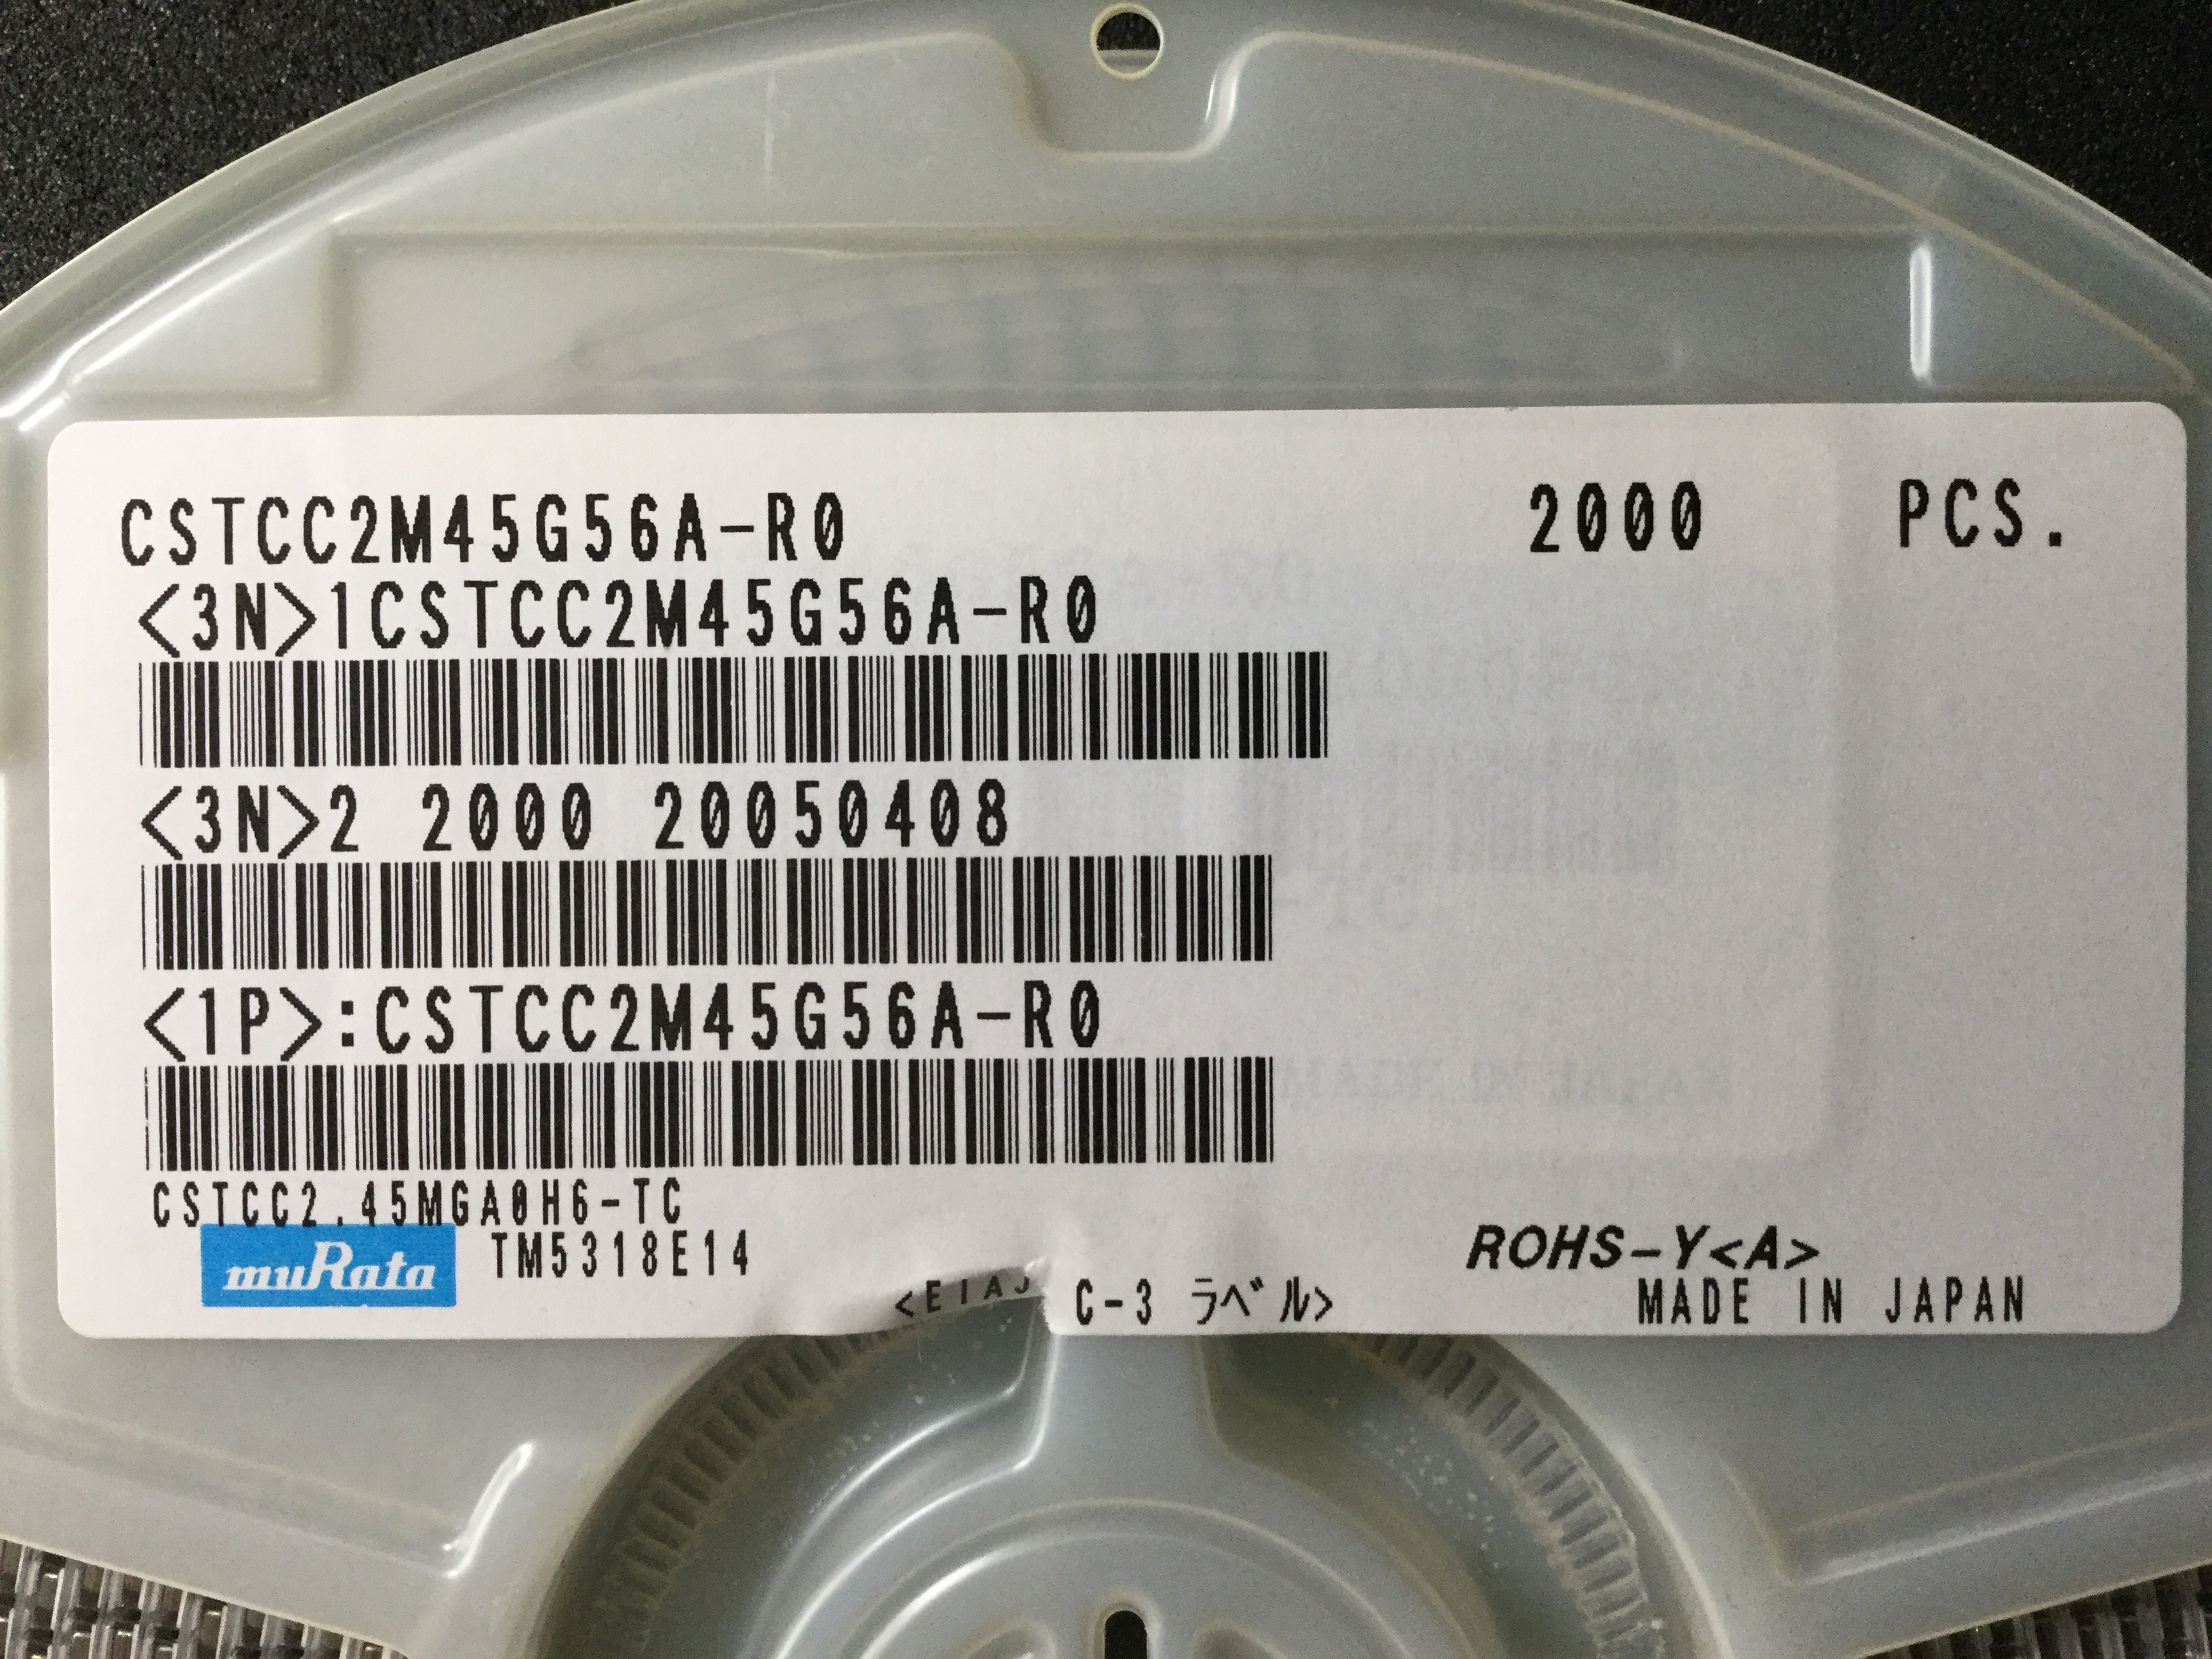 CSTCC2M45G56A-R0 2000 PCS.
<3N>1CSTCC2M45G56A-R0
<3N>2 2000 20050408
<1P>:CSTCC2M45G56A-R0
CSTCC2.45MGA0H6-TC
muRata TM5318E14 ROHS-Y<A>
<EIAJ C-3 ラベル> MADE IN JAPAN